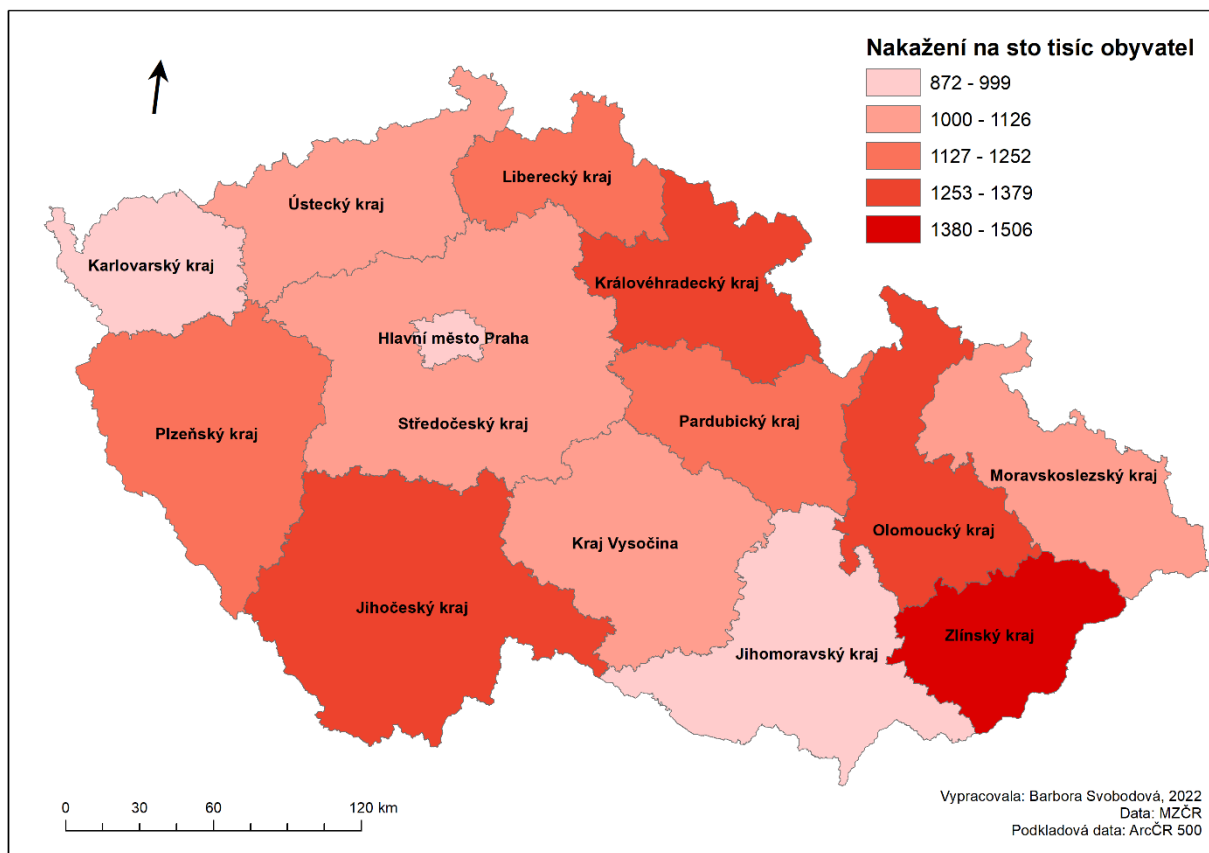 Nakažení na sto tisíc obyvatel
872 - 999
1000 - 1126
1127 - 1252
1253 - 1379
1380 - 1506
Liberecký kraj
Ústecký kraj
Karlovarský kraj
Královéhradecký kraj
Hlavní město Praha
Pardubický kraj
Středočeský kraj
Plzeňský kraj
Moravskoslezský kraj
Olomoucký kraj
Kraj Vysočina
Jihočeský kraj
Zlínský kraj
Jihomoravský kraj
0 30 60 120 km
Vypracovala: Barbora Svobodová, 2022
Data: MZČR
Podkladová data: ArcČR 500